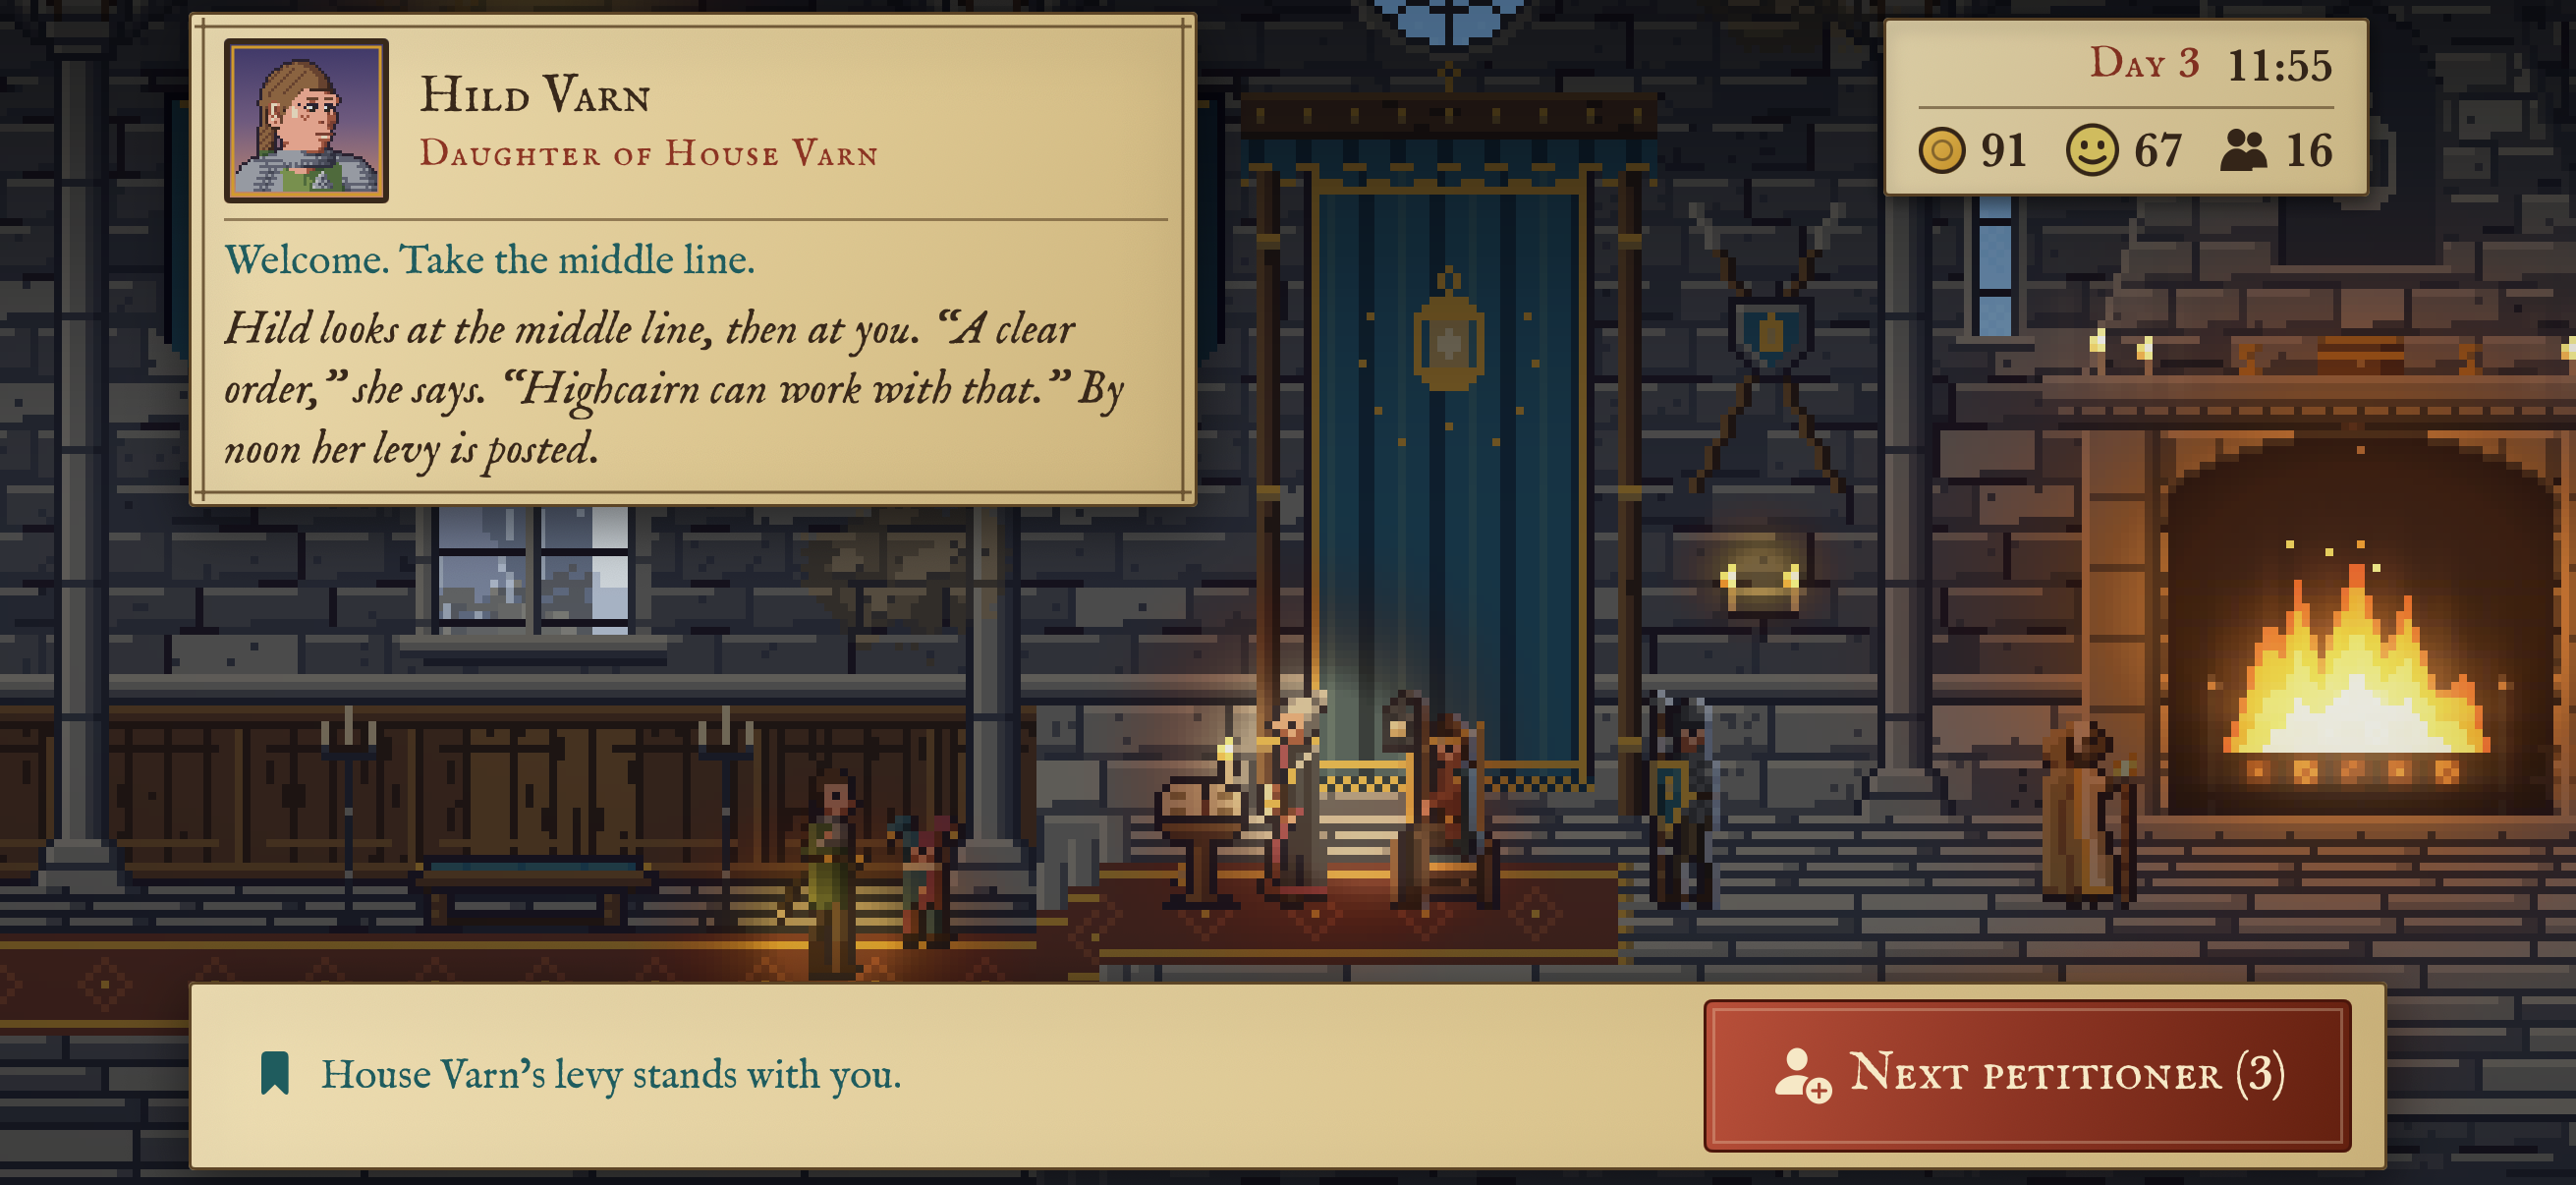 Hild Varn
Daughter of House Varn
Welcome. Take the middle line.
Hild looks at the middle line, then at you. “A clear
order,” she says. “Highcairn can work with that.” By
noon her levy is posted.
Day 3 11:55
91 67 16
House Varn’s levy stands with you.
Next petitioner (3)